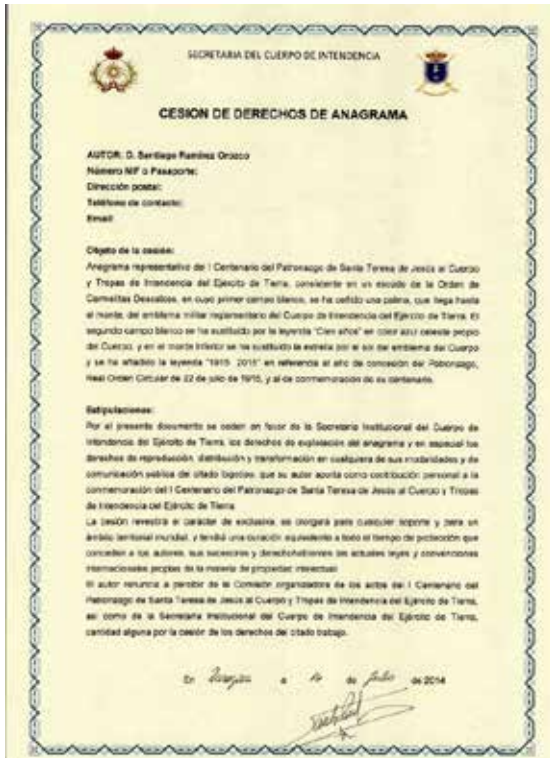 SECRETARIA DEL CUERPO DE INTENDENCIA
CESION DE DERECHOS DE ANAGRAMA
AUTOR: D. Santiago Ramírez Orozco
Número NIF o Pasaporte:
Dirección postal:
Teléfono de contacto:
Email:
Objeto de la cesión:
Anagrama representativo del I Centenario del Patronazgo de Santa Teresa de Jesús al Cuerpo
y Tropas de Intendencia del Ejército de Tierra, consistente en un escudo de la Orden de
Carmelitas Descalzos, en cuyo primer campo blanco, se ha ceñido una palma, que llega hasta
el monte, del emblema militar reglamentario del Cuerpo de Intendencia del Ejército de Tierra. El
segundo campo blanco se ha sustituido por la leyenda "Cien años" en color azul celeste propio
del Cuerpo, y en el monte inferior se ha sustituido la estrella por el sol del emblema del Cuerpo
y se ha añadido la leyenda "1915 2015" en referencia al año de concesión del Patronazgo,
Real Orden Circular de 22 de julio de 1915, y al de conmemoración de su centenario.
Estipulaciones:
Por el presente documento se ceden en favor de la Secretaría Institucional del Cuerpo de
Intendencia del Ejército de Tierra, los derechos de explotación del anagrama y en especial los
derechos de reproducción, distribución y transformación en cualquiera de sus modalidades y de
comunicación pública del citado logotipo, que su autor aporta como contribución personal a la
conmemoración del I Centenario del Patronazgo de Santa Teresa de Jesús al Cuerpo y Tropas
de Intendencia del Ejército de Tierra
La cesión revestirá el carácter de exclusiva, se otorgará para cualquier soporte y para un
ámbito territorial mundial, y tendrá una duración equivalente a todo el tiempo de protección que
conceden a los autores, sus sucesores y derechohabientes las actuales leyes y convenciones
internacionales propias de la materia de propiedad intelectual
El autor renuncia a percibir de la Comisión organizadora de los actos del I Centenario del
Patronazgo de Santa Teresa de Jesús al Cuerpo y Tropas de Intendencia del Ejército de Tierra,
así como de la Secretaría Institucional del Cuerpo de Intendencia del Ejército de Tierra,
cantidad alguna por la cesión de los derechos del citado trabajo.
En Zaragoza a de Julio de 2014